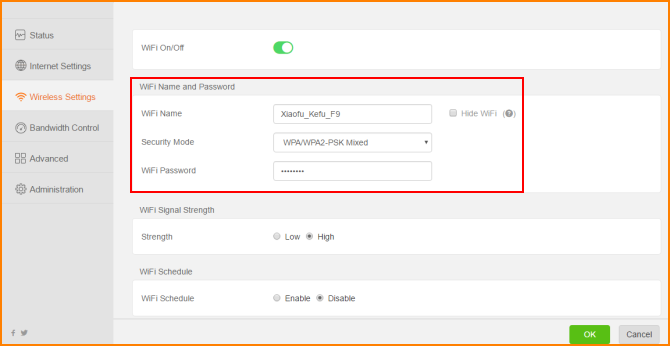 Status
Internet Settings
Wireless Settings
Bandwidth Control
Advanced
Administration
WiFi On/Off
WiFi Name and Password
WiFi Name Xiaofu_Kefu_F9 Hide WiFi (?)
Security Mode WPA/WPA2-PSK Mixed
WiFi Password ••••••••
WiFi Signal Strength
Strength Low High
WiFi Schedule
WiFi Schedule Enable Disable
OK Cancel